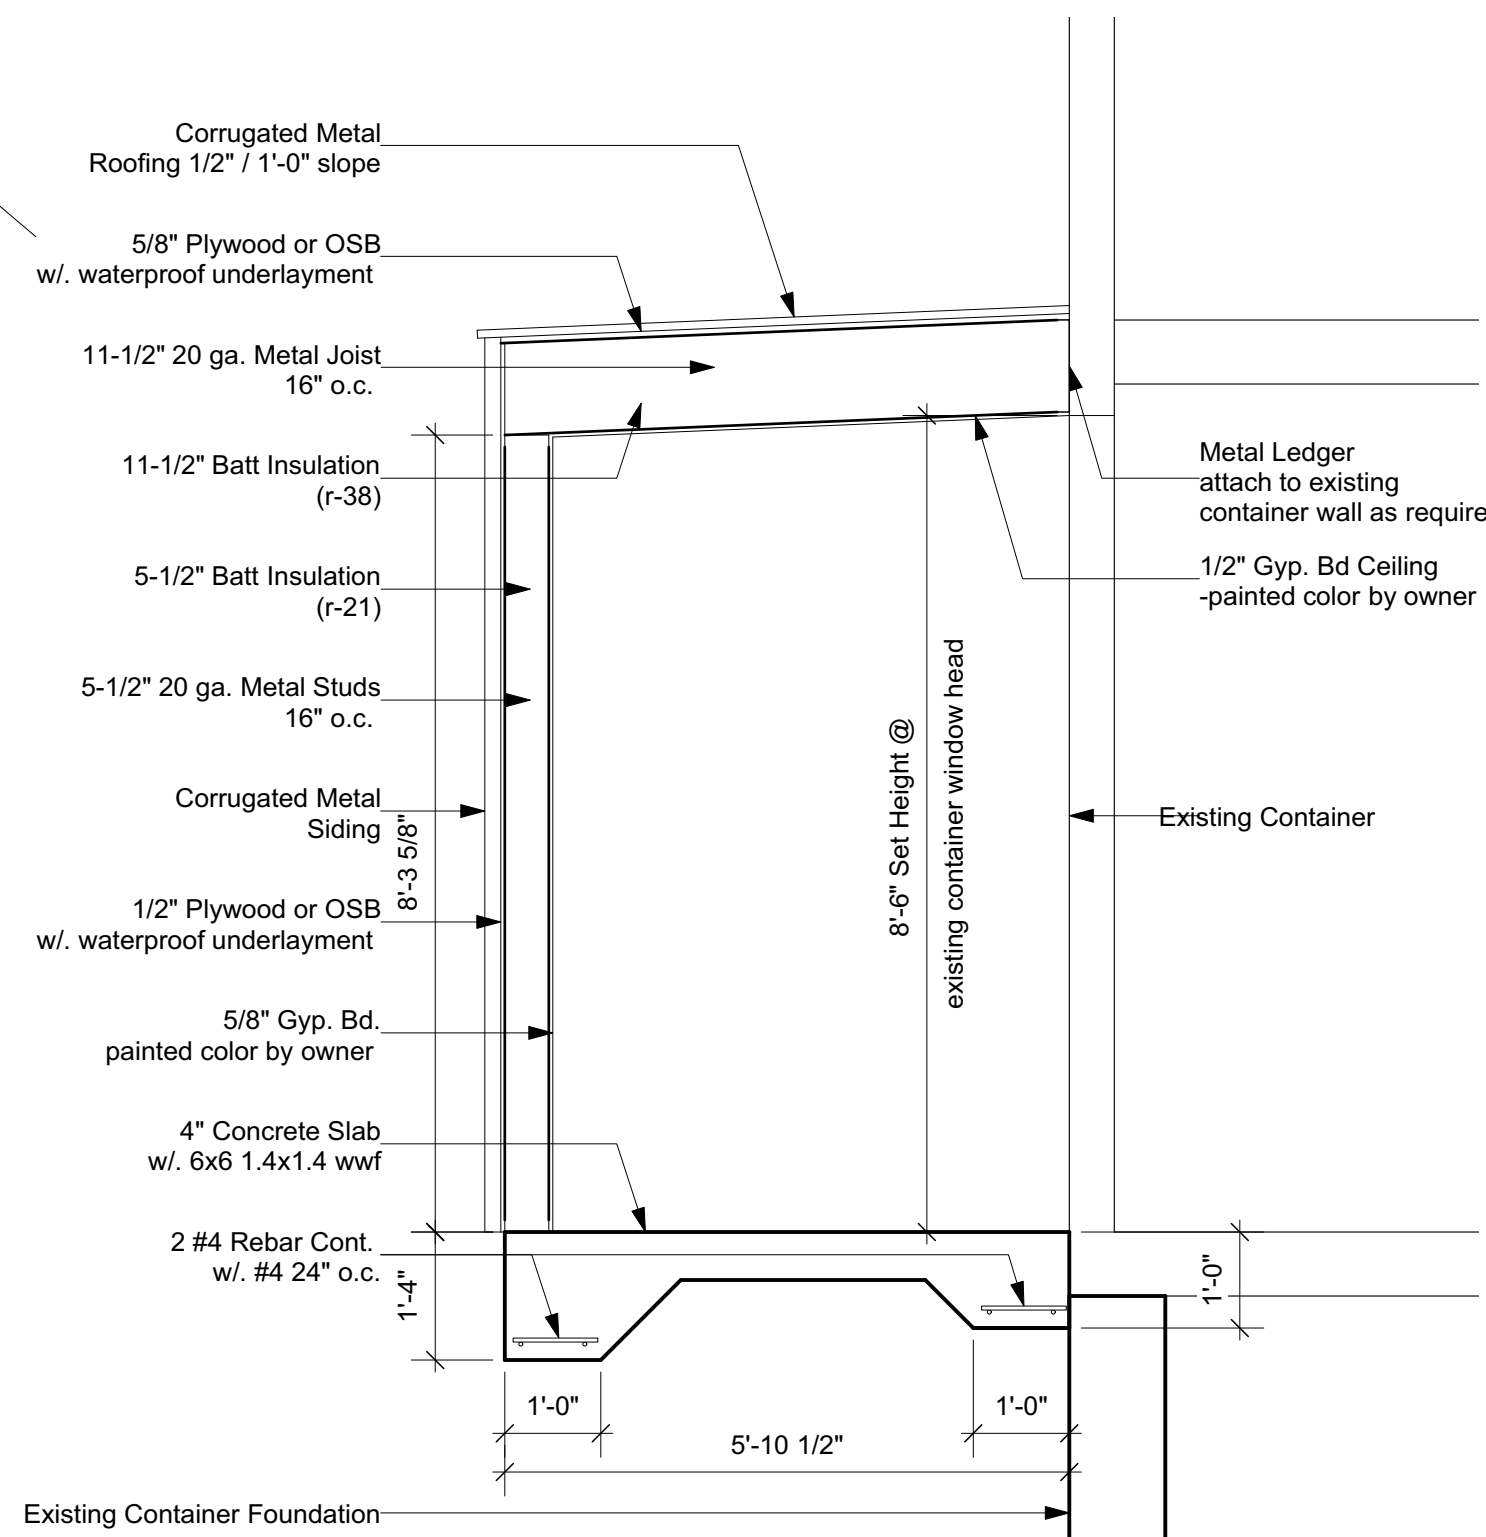 Corrugated Metal
Roofing 1/2" / 1'-0" slope
5/8" Plywood or OSB
w/. waterproof underlayment
11-1/2" 20 ga. Metal Joist
16" o.c.
11-1/2" Batt Insulation
(r-38)
5-1/2" Batt Insulation
(r-21)
5-1/2" 20 ga. Metal Studs
16" o.c.
Corrugated Metal
Siding
8'-3 5/8"
1/2" Plywood or OSB
w/. waterproof underlayment
5/8" Gyp. Bd.
painted color by owner
4" Concrete Slab
w/. 6x6 1.4x1.4 wwf
2 #4 Rebar Cont.
w/. #4 24" o.c.
1'-4"
Existing Container Foundation
8'-6" Set Height @
existing container window head
Metal Ledger
attach to existing
container wall as require
1/2" Gyp. Bd Ceiling
-painted color by owner
Existing Container
1'-0"
1'-0"
1'-0"
5'-10 1/2"